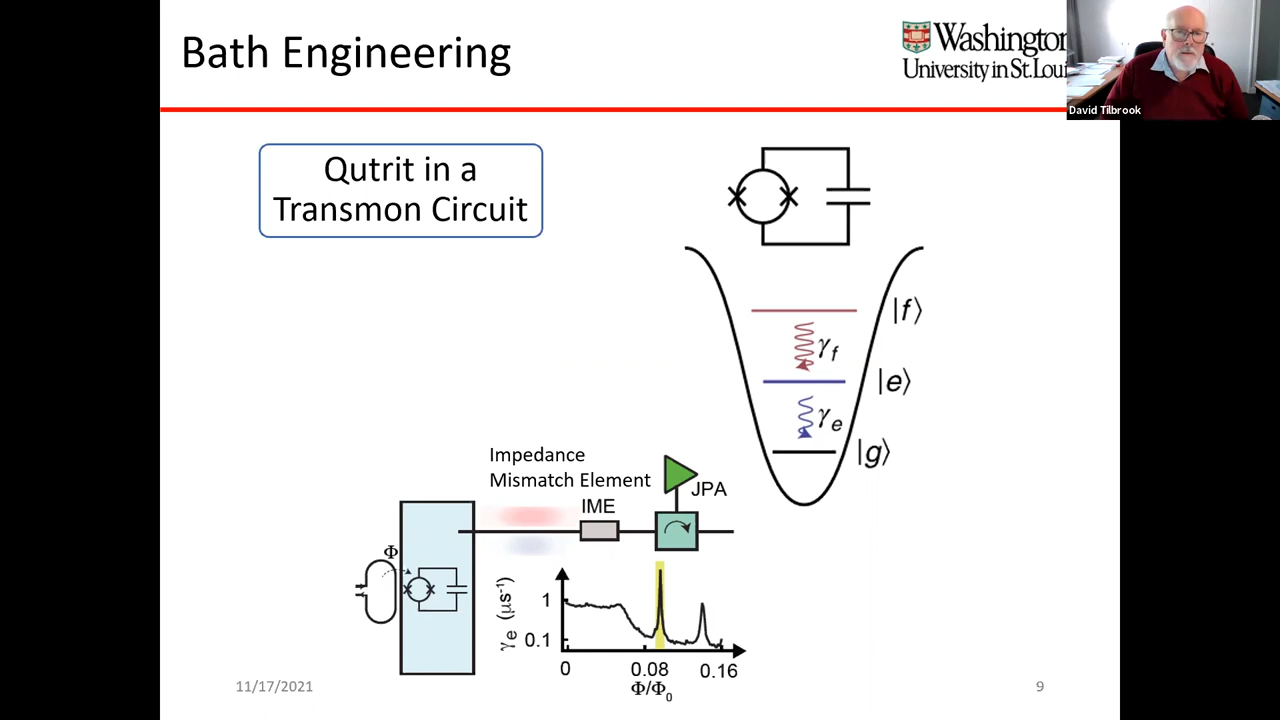 Bath Engineering
Washington
University in St.Loui
David Tilbrook
Qutrit in a
Transmon Circuit
|f⟩
γf
|e⟩
γe
|g⟩
Impedance
Mismatch Element
JPA
IME
Φ
γe (μs⁻¹)
1
0.1
0
0.08
0.16
Φ/Φ₀
11/17/2021
9